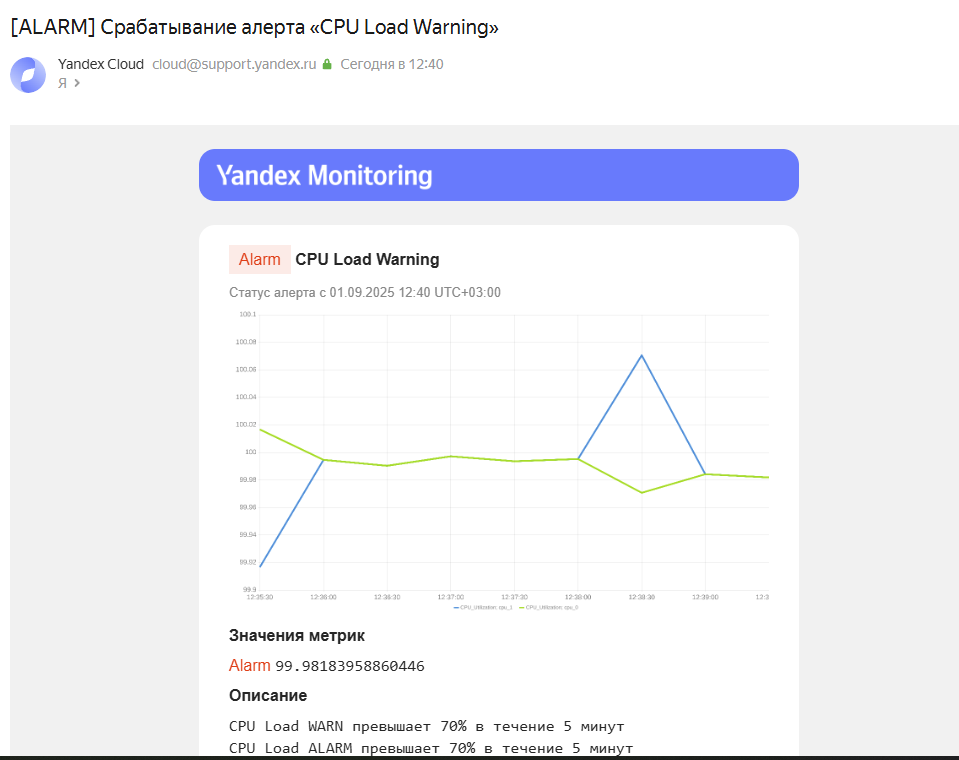 [ALARM] Срабатывание алерта «CPU Load Warning»
Yandex Cloud cloud@support.yandex.ru Сегодня в 12:40
Я >
Yandex Monitoring
Alarm CPU Load Warning
Статус алерта с 01.09.2025 12:40 UTC+03:00
100.1
100.08
100.06
100.04
100.02
100
99.98
99.96
99.94
99.92
99.9
12:35:30 12:36:00 12:36:30 12:37:00 12:37:30 12:38:00 12:38:30 12:39:00 12:3
CPU_Utilization: cpu_1 CPU_Utilization: cpu_0
Значения метрик
Alarm 99.98183958860446
Описание
CPU Load WARN превышает 70% в течение 5 минут
CPU Load ALARM превышает 70% в течение 5 минут